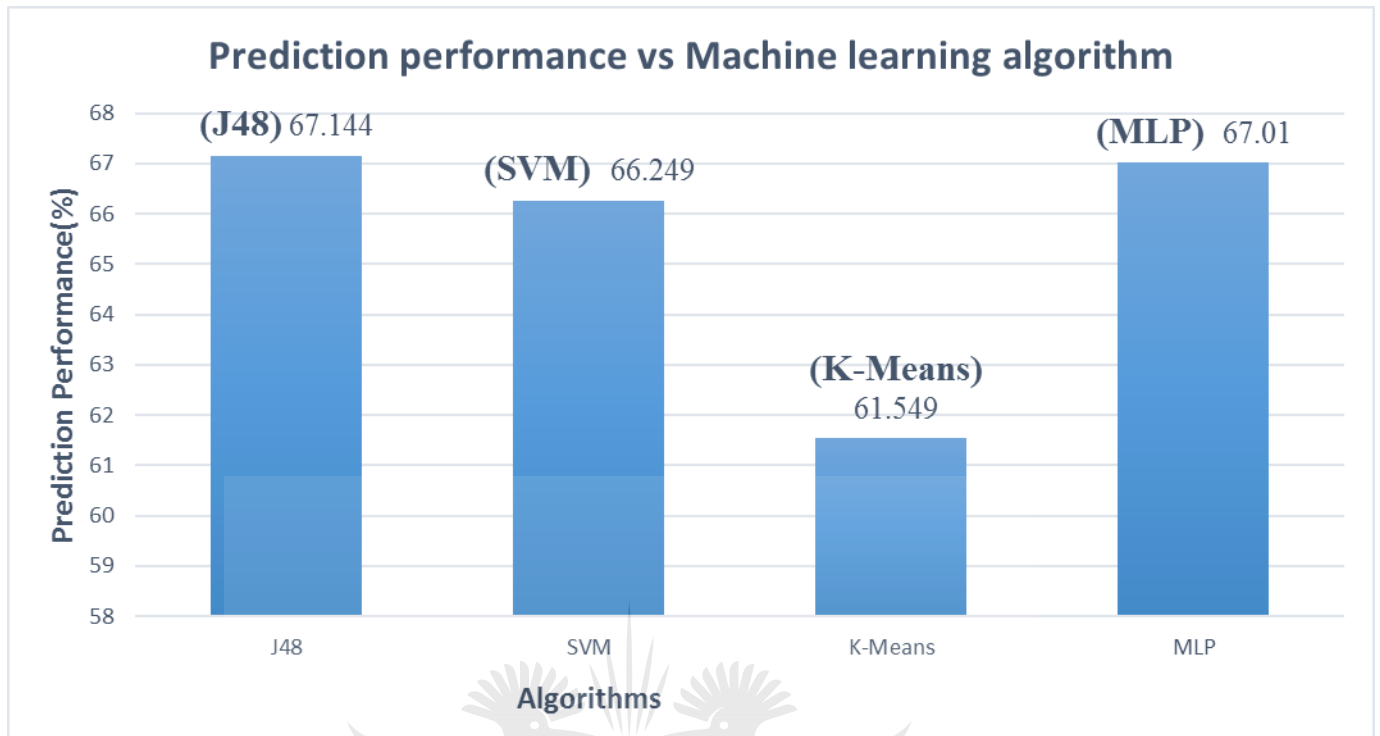 Prediction performance vs Machine learning algorithm
Prediction Performance(%)
68
67
66
65
64
63
62
61
60
59
58
(J48) 67.144
(SVM) 66.249
(K-Means)
61.549
(MLP) 67.01
J48 SVM K-Means MLP
Algorithms